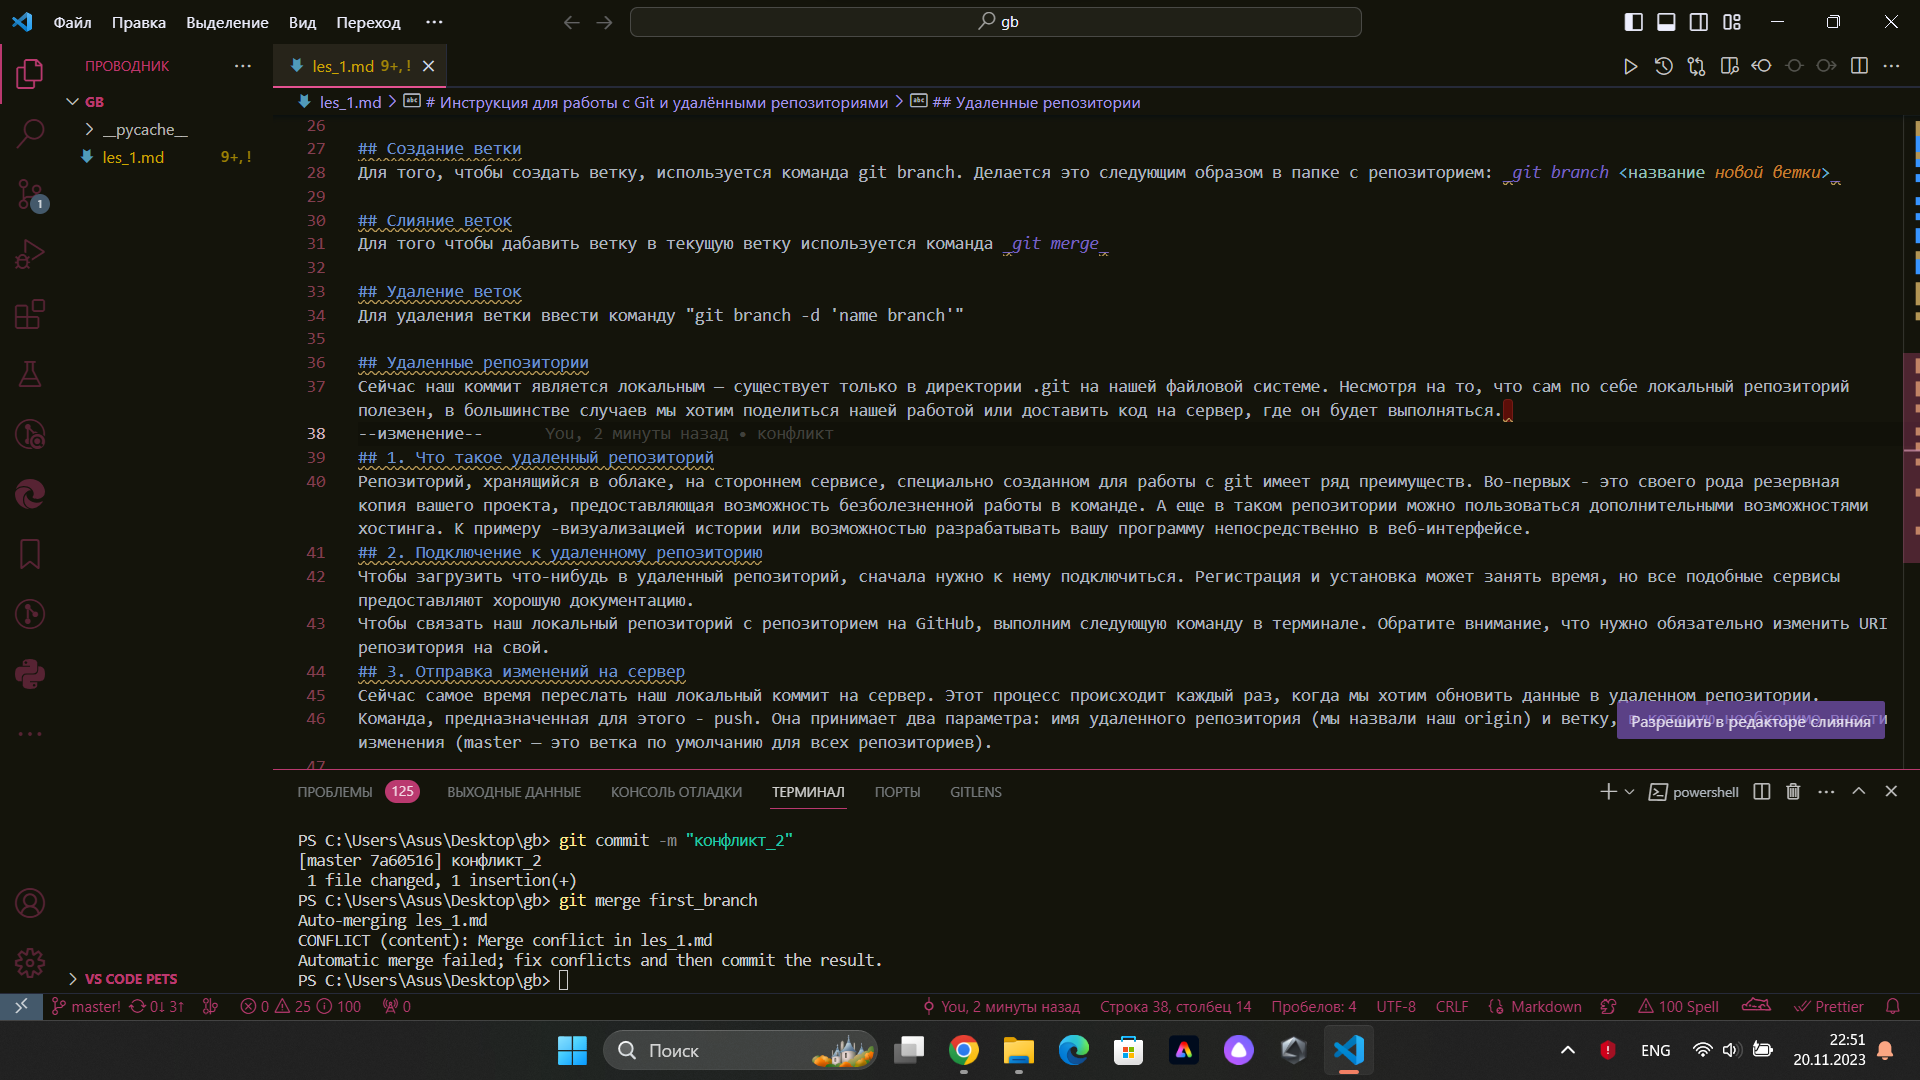 Файл Правка Выделение Вид Переход ···
gb
ПРОВОДНИК ···
les_1.md 9+, !
GB
__pycache__
les_1.md 9+, !
les_1.md > # Инструкция для работы с Git и удалёнными репозиториями > ## Удаленные репозитории
26
27 ## Создание ветки
28 Для того, чтобы создать ветку, используется команда git branch. Делается это следующим образом в папке с репозиторием: _git branch <название новой ветки>_
29
30 ## Слияние веток
31 Для того чтобы дабавить ветку в текущую ветку используется команда _git merge_
32
33 ## Удаление веток
34 Для удаления ветки ввести команду "git branch -d 'name branch'"
35
36 ## Удаленные репозитории
37 Сейчас наш коммит является локальным — существует только в директории .git на нашей файловой системе. Несмотря на то, что сам по себе локальный репозиторий
полезен, в большинстве случаев мы хотим поделиться нашей работой или доставить код на сервер, где он будет выполняться.
38 --изменение-- You, 2 минуты назад • конфликт
39 ## 1. Что такое удаленный репозиторий
40 Репозиторий, хранящийся в облаке, на стороннем сервисе, специально созданном для работы с git имеет ряд преимуществ. Во-первых - это своего рода резервная
копия вашего проекта, предоставляющая возможность безболезненной работы в команде. А еще в таком репозитории можно пользоваться дополнительными возможностями
хостинга. К примеру -визуализацией истории или возможностью разрабатывать вашу программу непосредственно в веб-интерфейсе.
41 ## 2. Подключение к удаленному репозиторию
42 Чтобы загрузить что-нибудь в удаленный репозиторий, сначала нужно к нему подключиться. Регистрация и установка может занять время, но все подобные сервисы
предоставляют хорошую документацию.
43 Чтобы связать наш локальный репозиторий с репозиторием на GitHub, выполним следующую команду в терминале. Обратите внимание, что нужно обязательно изменить URI
репозитория на свой.
44 ## 3. Отправка изменений на сервер
45 Сейчас самое время переслать наш локальный коммит на сервер. Этот процесс происходит каждый раз, когда мы хотим обновить данные в удаленном репозитории.
46 Команда, предназначенная для этого - push. Она принимает два параметра: имя удаленного репозитория (мы назвали наш origin) и ветку,
Разрешить в редакторе слияния
изменения (master — это ветка по умолчанию для всех репозиториев).
47
ПРОБЛЕМЫ 125 ВЫХОДНЫЕ ДАННЫЕ КОНСОЛЬ ОТЛАДКИ ТЕРМИНАЛ ПОРТЫ GITLENS
powershell
PS C:\Users\Asus\Desktop\gb> git commit -m "конфликт_2"
[master 7a60516] конфликт_2
1 file changed, 1 insertion(+)
PS C:\Users\Asus\Desktop\gb> git merge first_branch
Auto-merging les_1.md
CONFLICT (content): Merge conflict in les_1.md
Automatic merge failed; fix conflicts and then commit the result.
PS C:\Users\Asus\Desktop\gb>
1
VS CODE PETS
master! 0↓ 3↑ 0 25 100 0 You, 2 минуты назад Строка 38, столбец 14 Пробелов: 4 UTF-8 CRLF Markdown 100 Spell Prettier
Поиск
ENG
22:51
20.11.2023